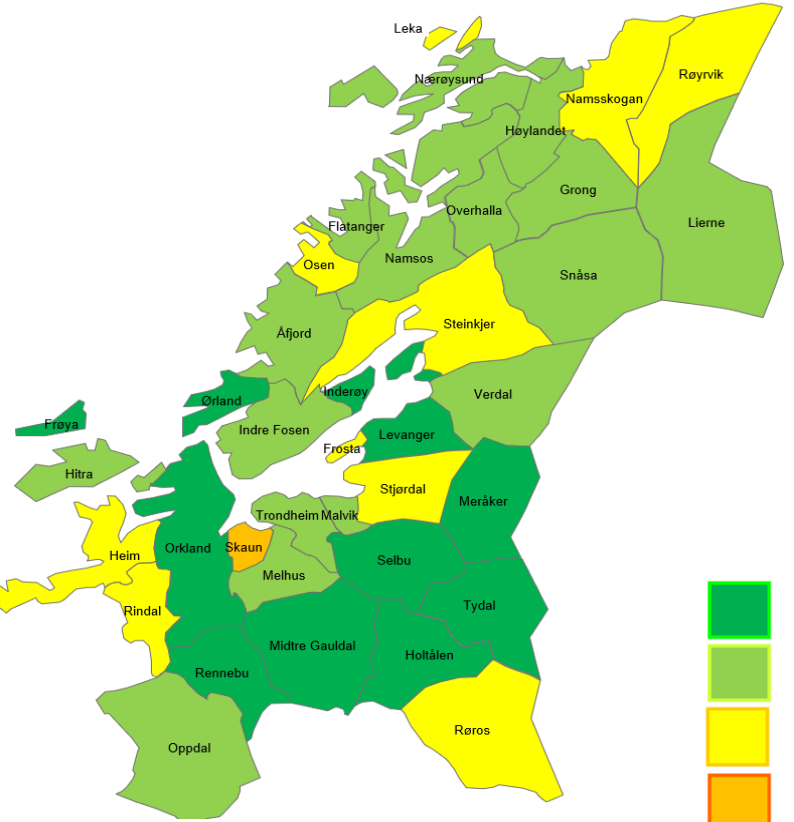 Leka
Nærøysund
Røyrvik
Namsskogan
Høylandet
Grong
Overhalla
Lierne
Flatanger
Namsos
Osen
Snåsa
Steinkjer
Åfjord
Inderøy
Verdal
Ørland
Frøya
Indre Fosen
Levanger
Frosta
Hitra
Stjørdal
Meråker
Trondheim
Malvik
Skaun
Orkland
Heim
Selbu
Melhus
Tydal
Rindal
Midtre Gauldal
Holtålen
Rennebu
Røros
Oppdal